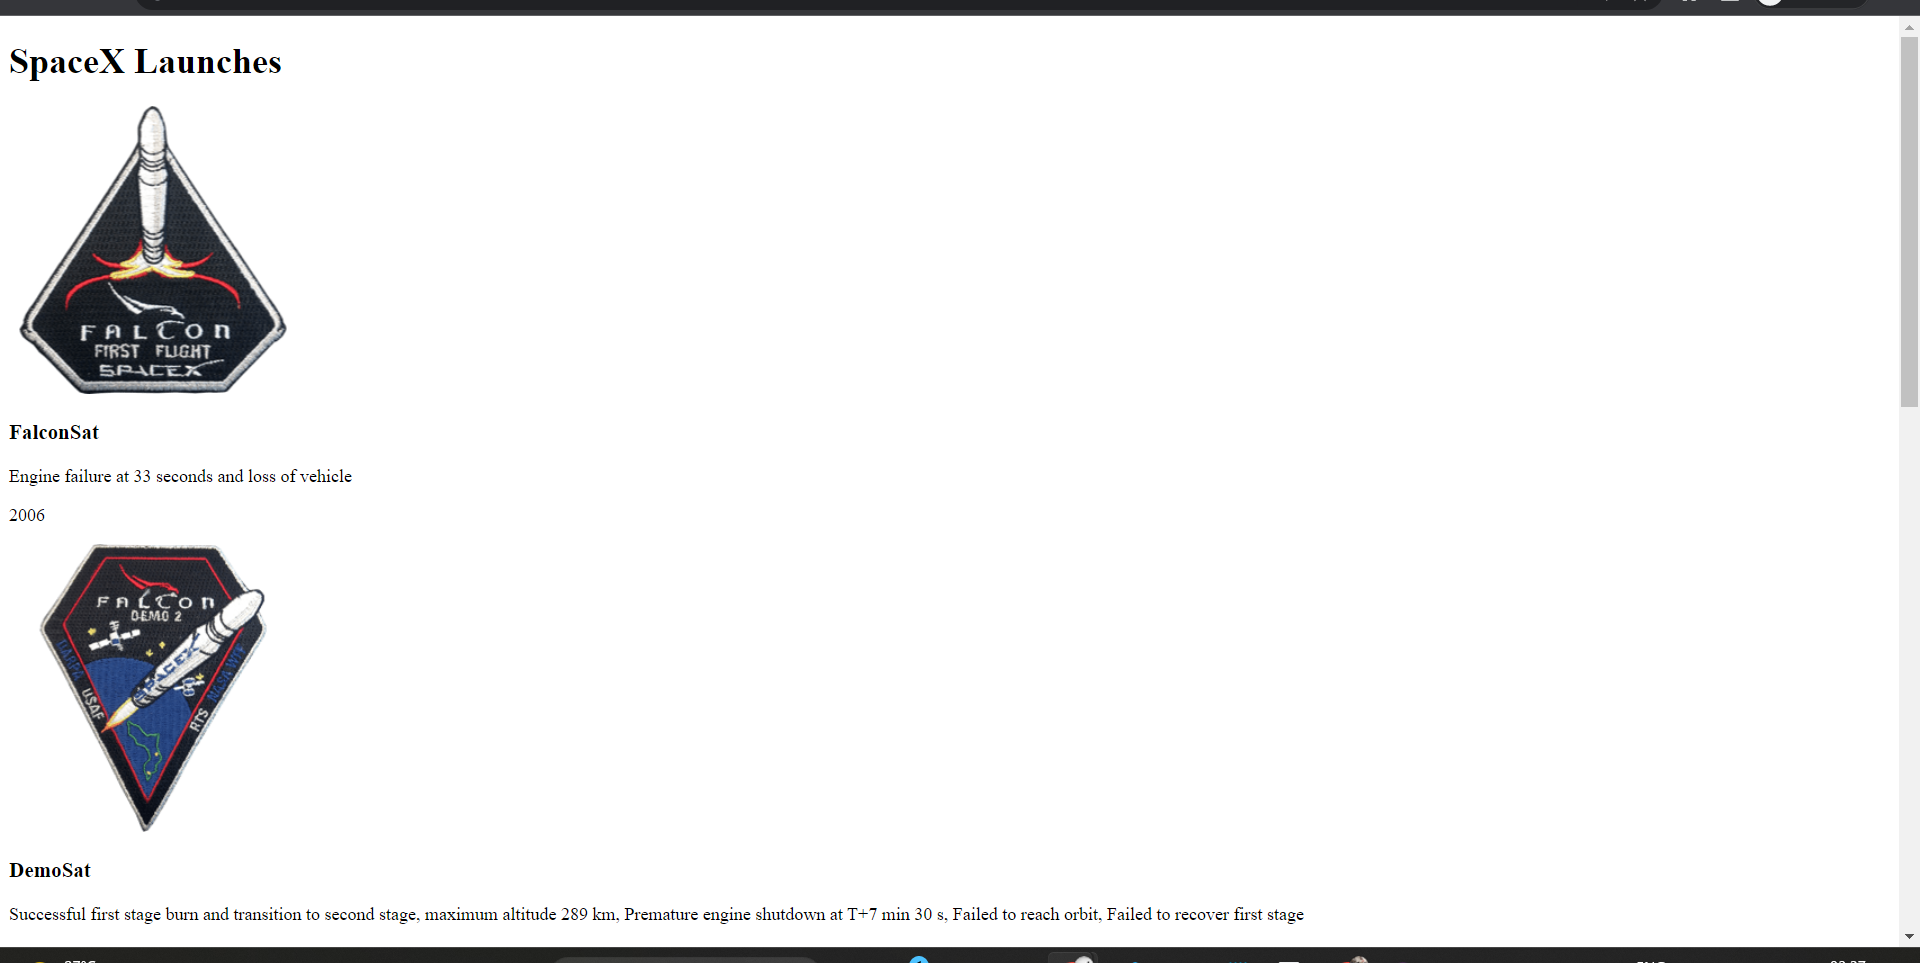 SpaceX Launches
FALCON
FIRST FLIGHT
SPACEX
FalconSat
Engine failure at 33 seconds and loss of vehicle
2006
FALCON
DEMO 2
SPACEX
DARPA USAF
RTS NASA WFF
DemoSat
Successful first stage burn and transition to second stage, maximum altitude 289 km, Premature engine shutdown at T+7 min 30 s, Failed to reach orbit, Failed to recover first stage